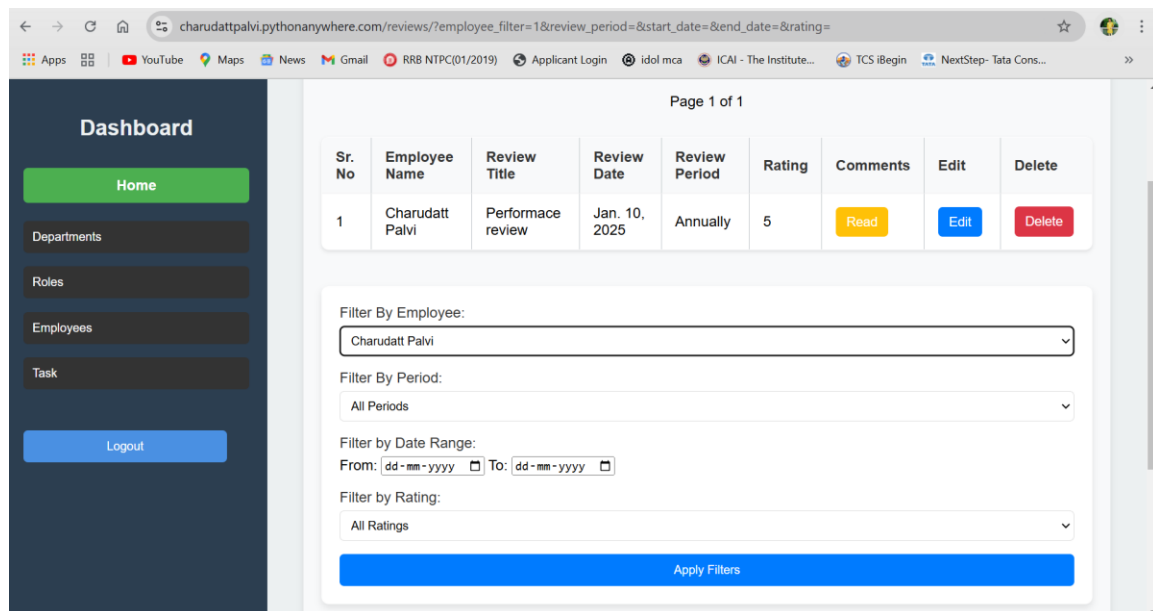 charudattpalvi.pythonanywhere.com/reviews/?employee_filter=1&review_period=&start_date=&end_date=&rating=
Apps YouTube Maps News Gmail RRB NTPC(01/2019) Applicant Login idol mca ICAI - The Institute... TCS iBegin NextStep- Tata Cons... »
Dashboard
Home
Departments
Roles
Employees
Task
Logout
Page 1 of 1
Sr. No Employee Name Review Title Review Date Review Period Rating Comments Edit Delete
1 Charudatt Palvi Performace review Jan. 10, 2025 Annually 5 Read Edit Delete
Filter By Employee:
Charudatt Palvi
Filter By Period:
All Periods
Filter by Date Range:
From: dd-mm-yyyy To: dd-mm-yyyy
Filter by Rating:
All Ratings
Apply Filters